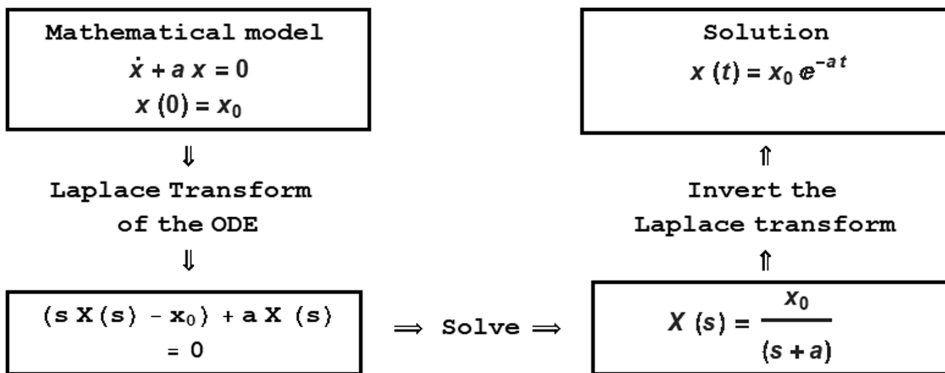 Mathematical model
ẋ + a x = 0
x (0) = x₀
⇓
Laplace Transform
of the ODE
⇓
(s X(s) - x₀) + a X (s)
= 0
⇒ Solve ⇒
X (s) = x₀ / (s + a)
⇑
Invert the
Laplace transform
⇑
Solution
x (t) = x₀ e^(-a t)